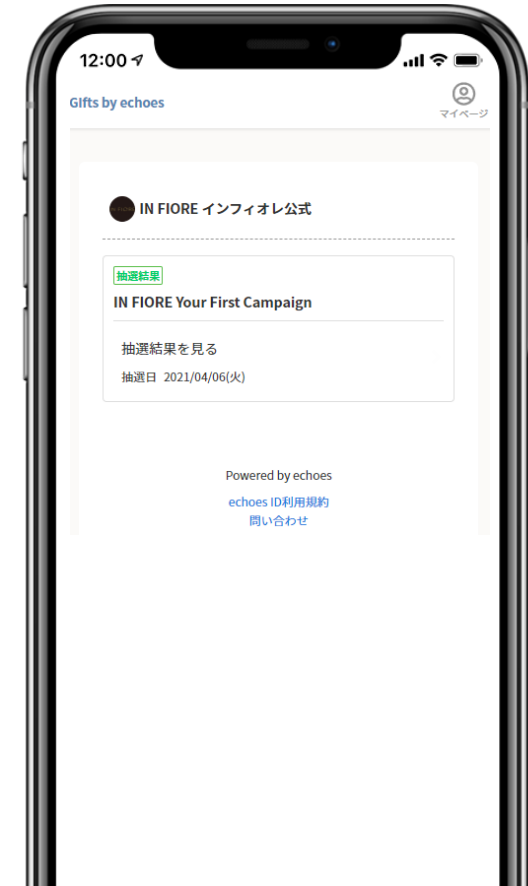 12:00
Gifts by echoes
マイページ
IN FIORE インフィオレ公式
抽選結果
IN FIORE Your First Campaign
抽選結果を見る
抽選日 2021/04/06(火)
Powered by echoes
echoes ID利用規約
問い合わせ